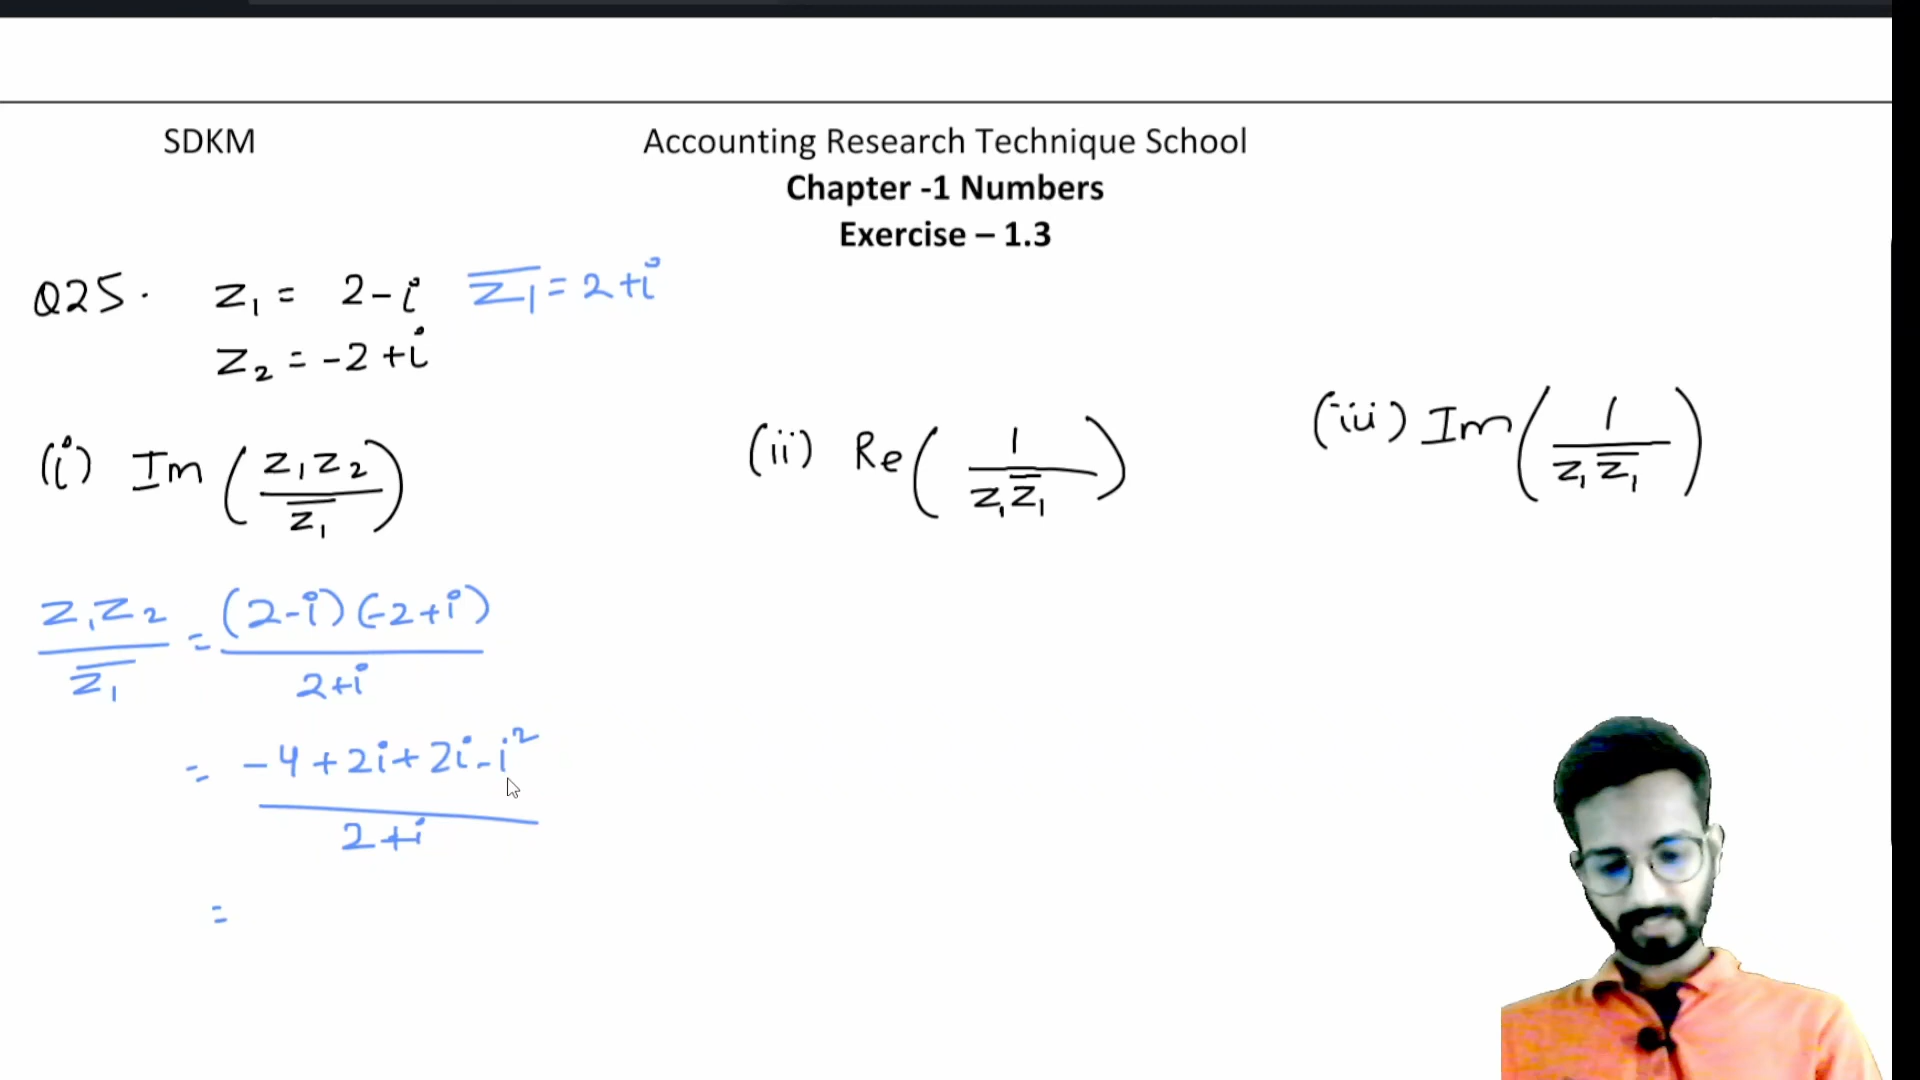 SDKM Accounting Research Technique School
Chapter -1 Numbers
Exercise – 1.3
Q25. z₁ = 2-i z̅₁ = 2+i
z₂ = -2+i
(i) Im (z₁z₂ / z̅₁) (ii) Re (1 / z₁z̅₁) (iii) Im (1 / z₁z̅₁)
z₁z₂ / z̅₁ = (2-i)(-2+i) / 2+i
= -4+2i+2i-i² / 2+i
=